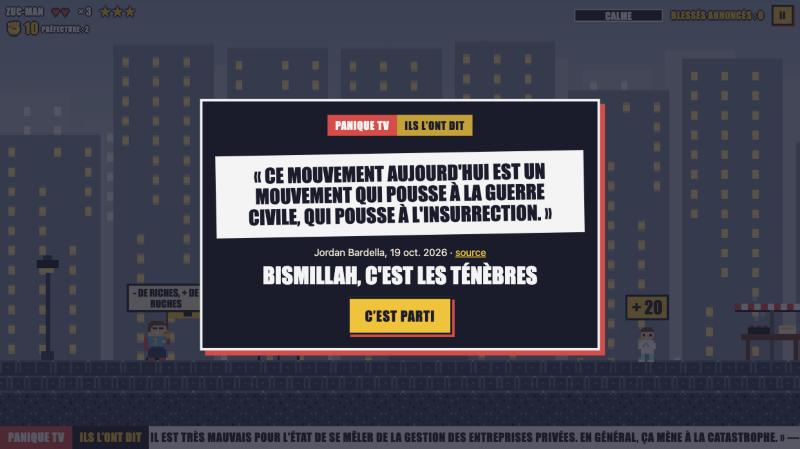 ZUC-MAN × 3
10 PRÉFECTURE : 2
CALME
BLESSÉS ANNONCÉS : 0
PANIQUE TV ILS L'ONT DIT
« CE MOUVEMENT AUJOURD'HUI EST UN
MOUVEMENT QUI POUSSE À LA GUERRE
CIVILE, QUI POUSSE À L'INSURRECTION. »
Jordan Bardella, 19 oct. 2026 · source
BISMILLAH, C'EST LES TÉNÈBRES
C'EST PARTI
- DE RICHES, + DE
RUCHES
+ 20
PANIQUE TV ILS L'ONT DIT IL EST TRÈS MAUVAIS POUR L'ÉTAT DE SE MÊLER DE LA GESTION DES ENTREPRISES PRIVÉES. EN GÉNÉRAL, ÇA MÈNE À LA CATASTROPHE. » —